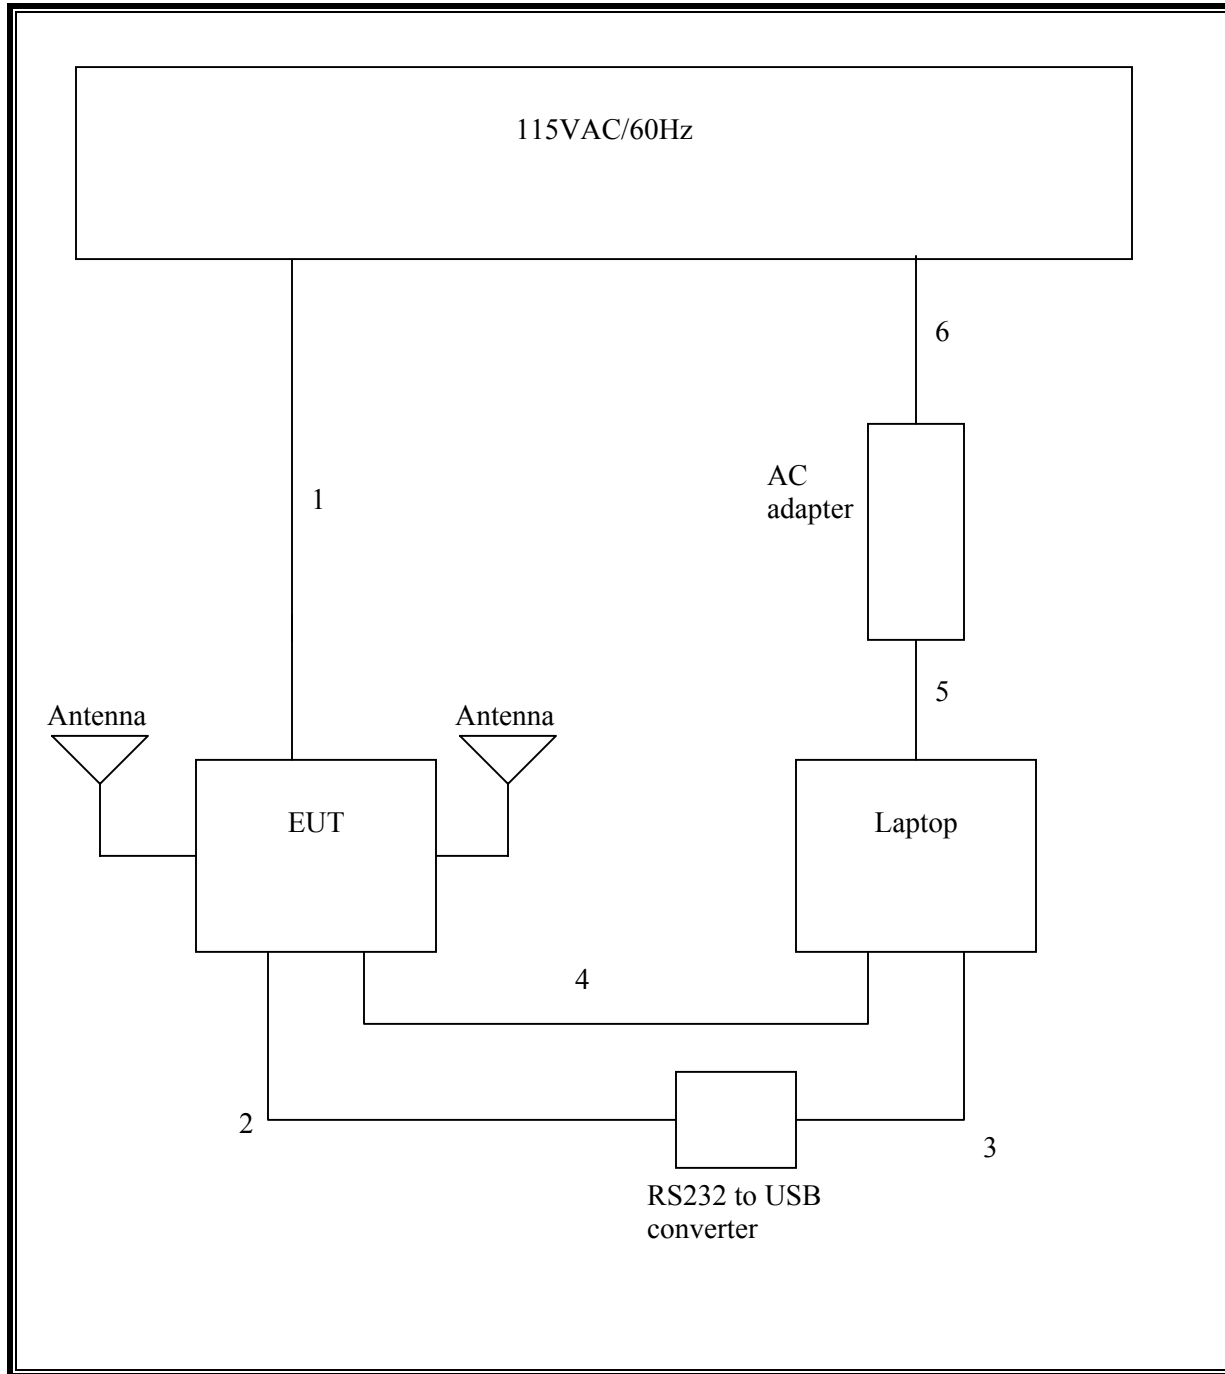 115VAC/60Hz
6
AC
adapter
1
5
Antenna
Antenna
EUT
Laptop
4
2
3
RS232 to USB
converter